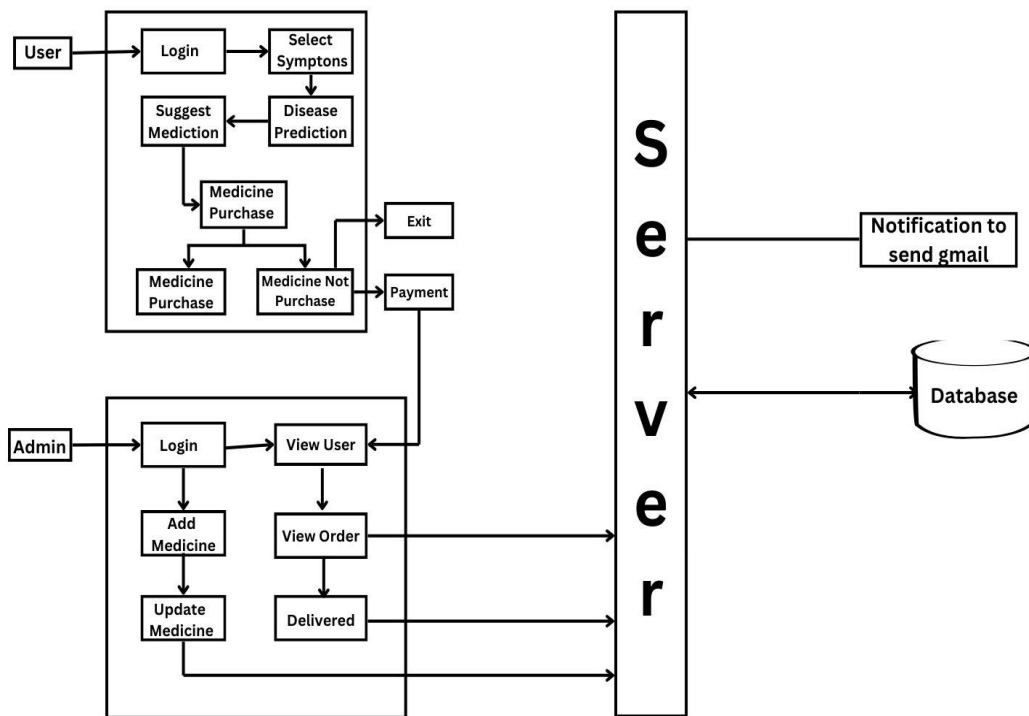 User
Login
Select
Symptons
Suggest
Mediction
Disease
Prediction
Medicine
Purchase
Exit
Medicine
Purchase
Medicine Not
Purchase
Payment
Admin
Login
View User
Add
Medicine
View Order
Update
Medicine
Delivered
S
e
r
v
e
r
Notification to
send gmail
Database